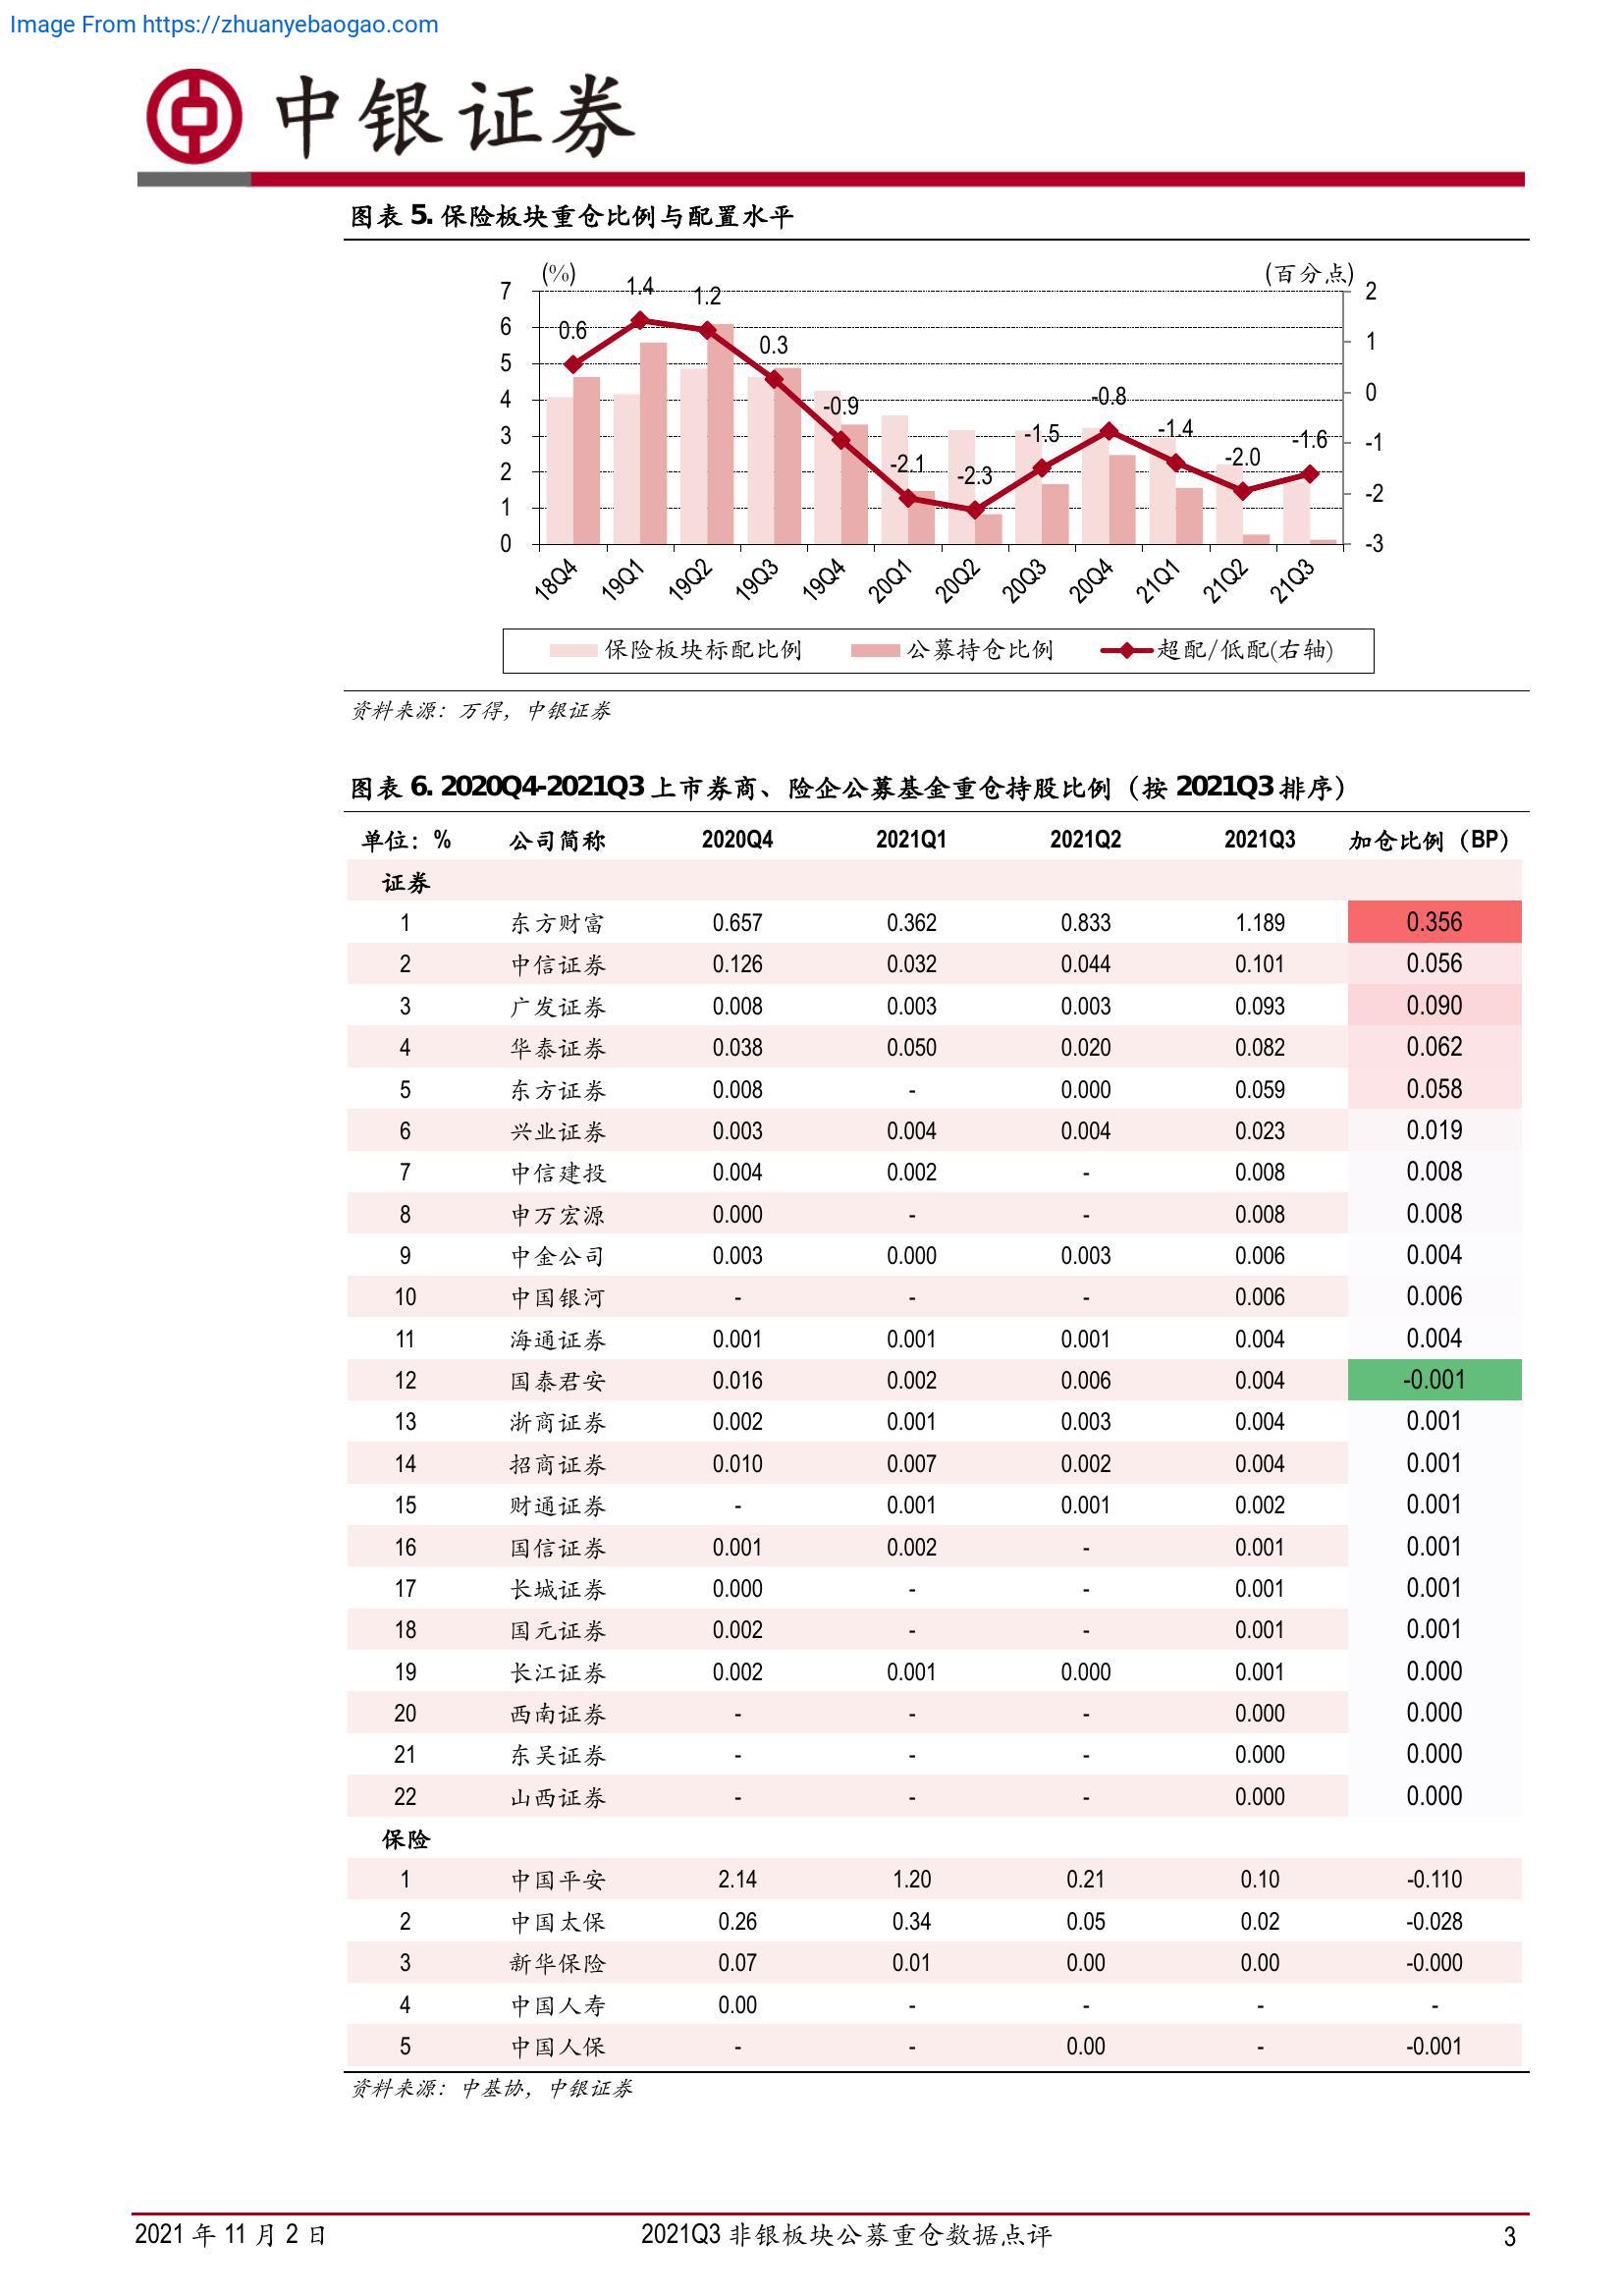 Image From https://zhuanyebaogao.com
中银证券
图表 5. 保险板块重仓比例与配置水平
(%) (百分点)
7 2
6 1
5 0
4 -1
3 -2
2 -3
1
0
0.6 1.4 1.2 0.3 -0.9 -2.1 -2.3 -1.5 -0.8 -1.4 -2.0 -1.6
18Q4 19Q1 19Q2 19Q3 19Q4 20Q1 20Q2 20Q3 20Q4 21Q1 21Q2 21Q3
保险板块标配比例 公募持仓比例 超配/低配(右轴)
资料来源：万得，中银证券
图表 6. 2020Q4-2021Q3 上市券商、险企公募基金重仓持股比例（按 2021Q3 排序）
单位：% 公司简称 2020Q4 2021Q1 2021Q2 2021Q3 加仓比例（BP）
证券
1 东方财富 0.657 0.362 0.833 1.189 0.356
2 中信证券 0.126 0.032 0.044 0.101 0.056
3 广发证券 0.008 0.003 0.003 0.093 0.090
4 华泰证券 0.038 0.050 0.020 0.082 0.062
5 东方证券 0.008 - 0.000 0.059 0.058
6 兴业证券 0.003 0.004 0.004 0.023 0.019
7 中信建投 0.004 0.002 - 0.008 0.008
8 申万宏源 0.000 - - 0.008 0.008
9 中金公司 0.003 0.000 0.003 0.006 0.004
10 中国银河 - - - 0.006 0.006
11 海通证券 0.001 0.001 0.001 0.004 0.004
12 国泰君安 0.016 0.002 0.006 0.004 -0.001
13 浙商证券 0.002 0.001 0.003 0.004 0.001
14 招商证券 0.010 0.007 0.002 0.004 0.001
15 财通证券 - 0.001 0.001 0.002 0.001
16 国信证券 0.001 0.002 - 0.001 0.001
17 长城证券 0.000 - - 0.001 0.001
18 国元证券 0.002 - - 0.001 0.001
19 长江证券 0.002 0.001 0.000 0.001 0.000
20 西南证券 - - - 0.000 0.000
21 东吴证券 - - - 0.000 0.000
22 山西证券 - - - 0.000 0.000
保险
1 中国平安 2.14 1.20 0.21 0.10 -0.110
2 中国太保 0.26 0.34 0.05 0.02 -0.028
3 新华保险 0.07 0.01 0.00 0.00 -0.000
4 中国人寿 0.00 - - - -
5 中国人保 - - 0.00 - -0.001
资料来源：中基协，中银证券
2021 年 11 月 2 日 2021Q3 非银板块公募重仓数据点评 3